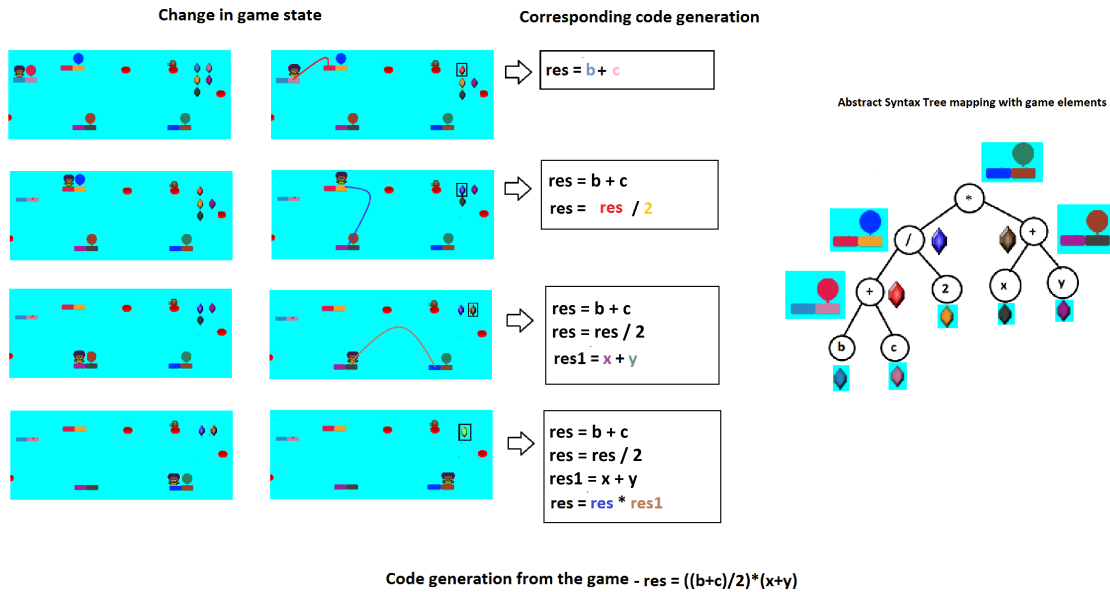 Change in game state
Corresponding code generation
res = b+ c
Abstract Syntax Tree mapping with game elements
res = b + c
res = res / 2
res = b + c
res = res / 2
res1 = x + y
res = b + c
res = res / 2
res1 = x + y
res = res * res1
*
/
+
+
2
x
y
b
c
Code generation from the game - res = ((b+c)/2)*(x+y)